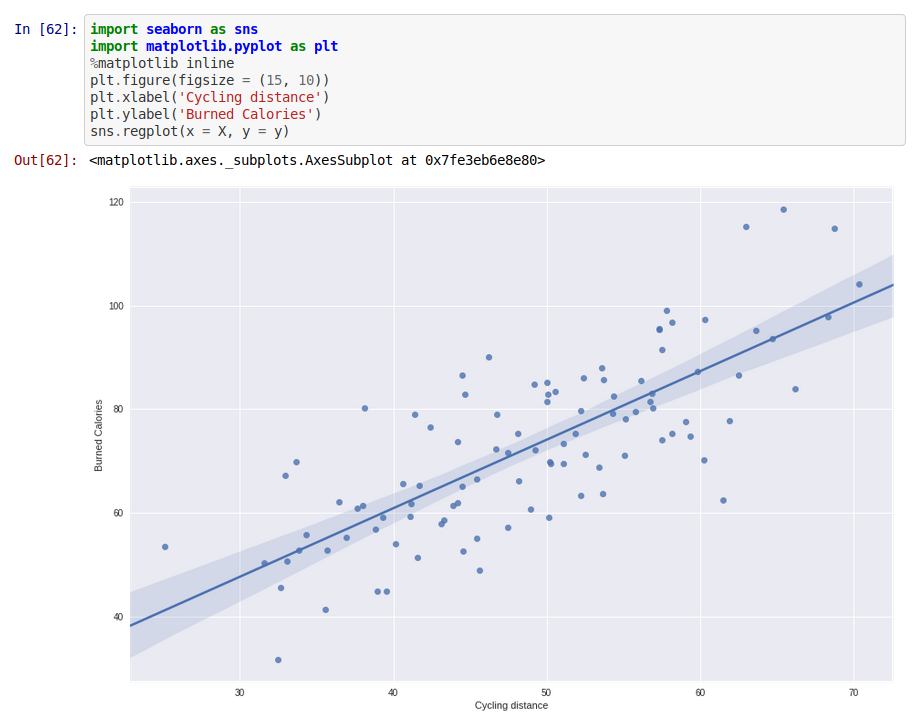 In [62]: import seaborn as sns
import matplotlib.pyplot as plt
%matplotlib inline
plt.figure(figsize = (15, 10))
plt.xlabel('Cycling distance')
plt.ylabel('Burned Calories')
sns.regplot(x = X, y = y)
Out[62]: <matplotlib.axes._subplots.AxesSubplot at 0x7fe3eb6e8e80>
120
100
80
60
40
Burned Calories
30 40 50 60 70
Cycling distance